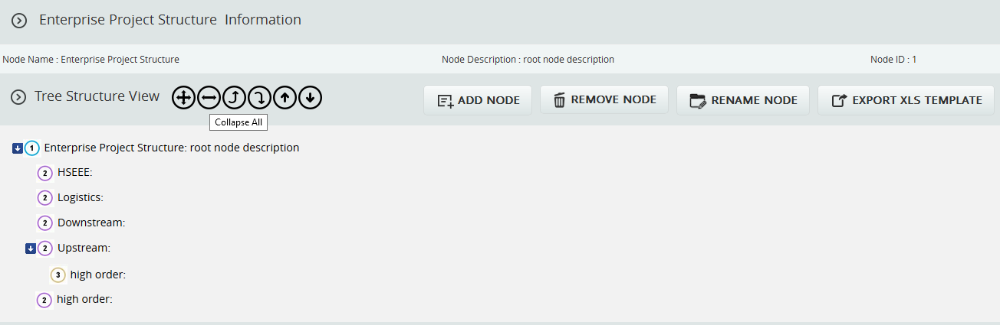 Enterprise Project Structure Information
Node Name : Enterprise Project Structure
Node Description : root node description
Node ID : 1
Tree Structure View
ADD NODE
REMOVE NODE
RENAME NODE
EXPORT XLS TEMPLATE
Collapse All
1 Enterprise Project Structure: root node description
2 HSEEE:
2 Logistics:
2 Downstream:
2 Upstream:
3 high order:
2 high order: